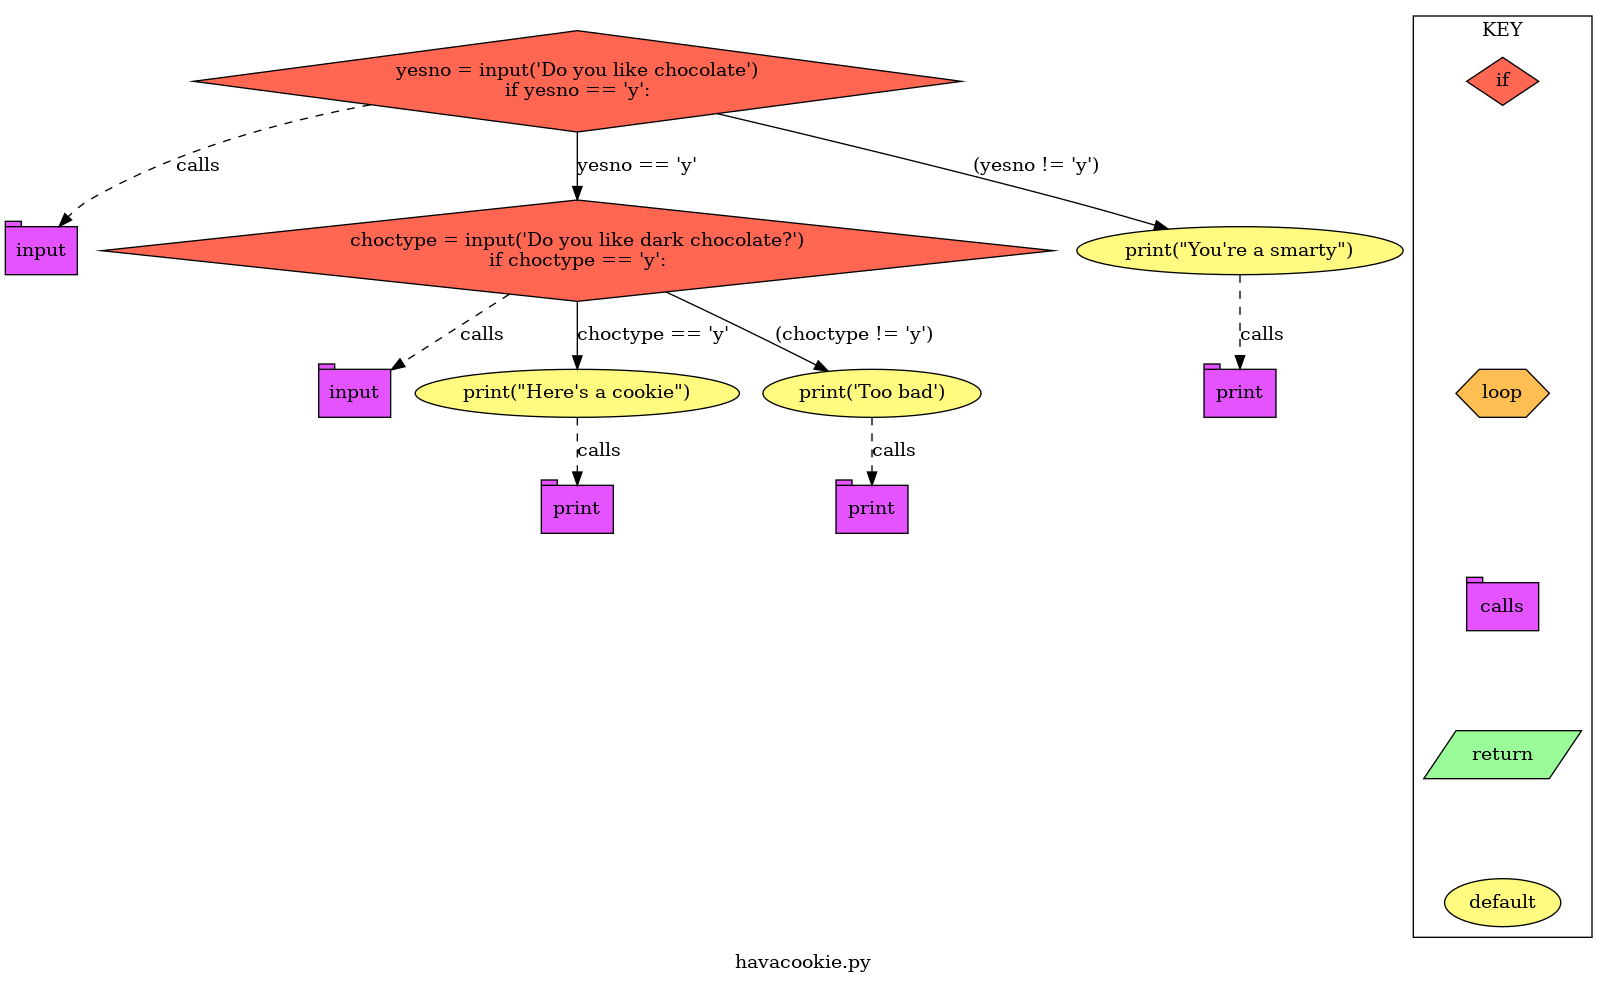 KEY
yesno = input('Do you like chocolate')
if yesno == 'y':
if
calls
yesno == 'y'
(yesno != 'y')
input
choctype = input('Do you like dark chocolate?')
if choctype == 'y':
print("You're a smarty")
calls
choctype == 'y'
(choctype != 'y')
calls
input
print("Here's a cookie")
print('Too bad')
print
loop
calls
calls
print
print
calls
return
default
havacookie.py